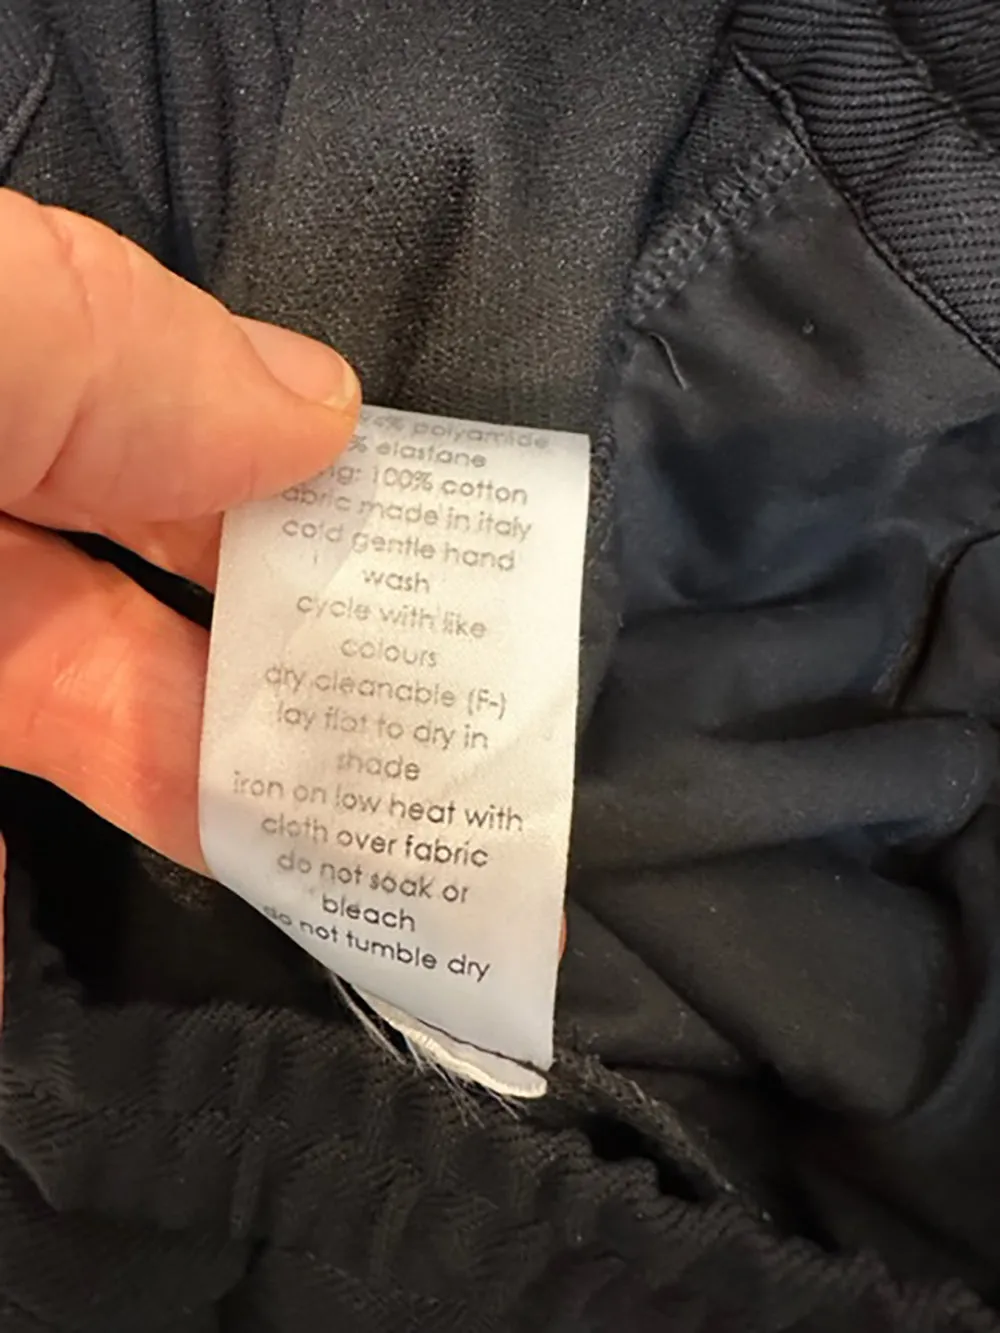 polyamide
% elastane
100% cotton
abric made in italy
cold gentle hand
wash
cycle with like
colours
dry cleanable (F-)
lay flat to dry in
shade
iron on low heat with
cloth over fabric
do not soak or
bleach
do not tumble dry